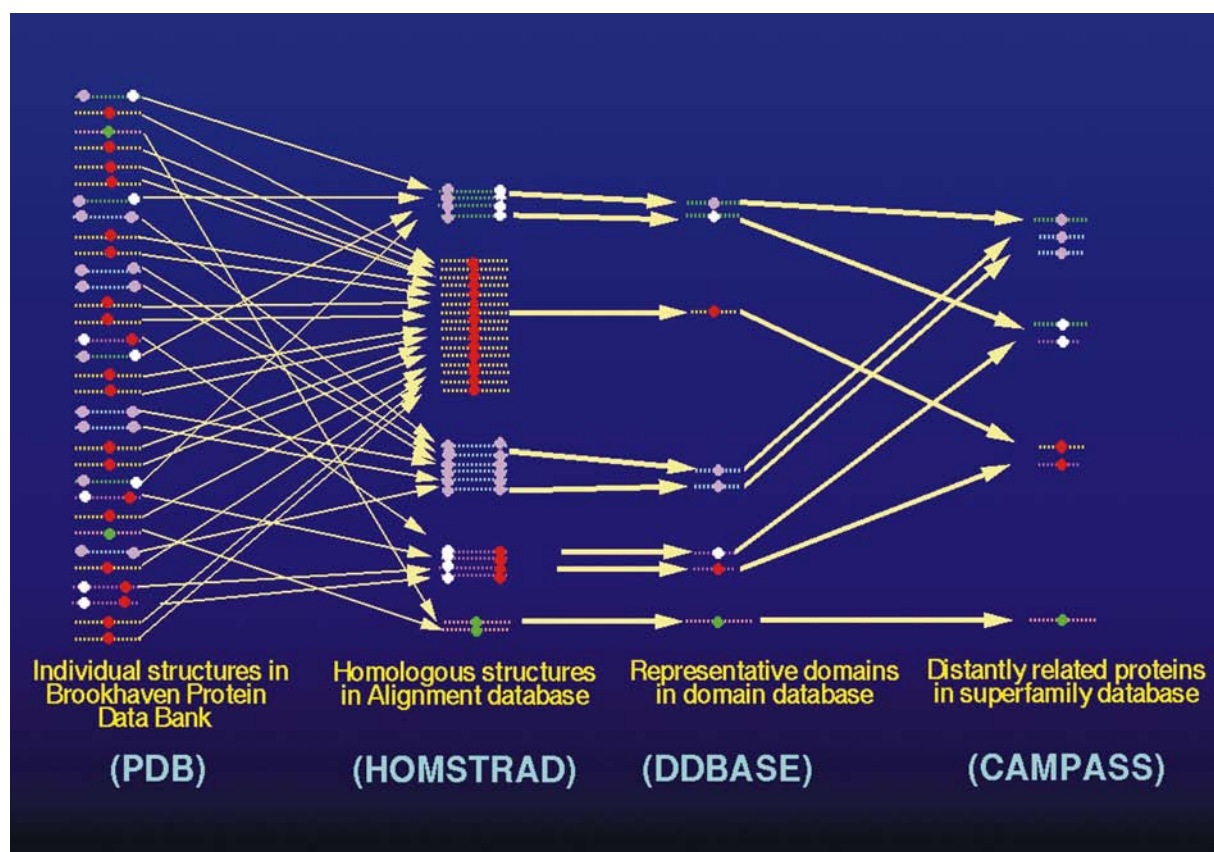 Individual structures in
Brookhaven Protein
Data Bank
(PDB)
Homologous structures
in Alignment database
(HOMSTRAD)
Representative domains
in domain database
(DDBASE)
Distantly related proteins
in superfamily database
(CAMPASS)